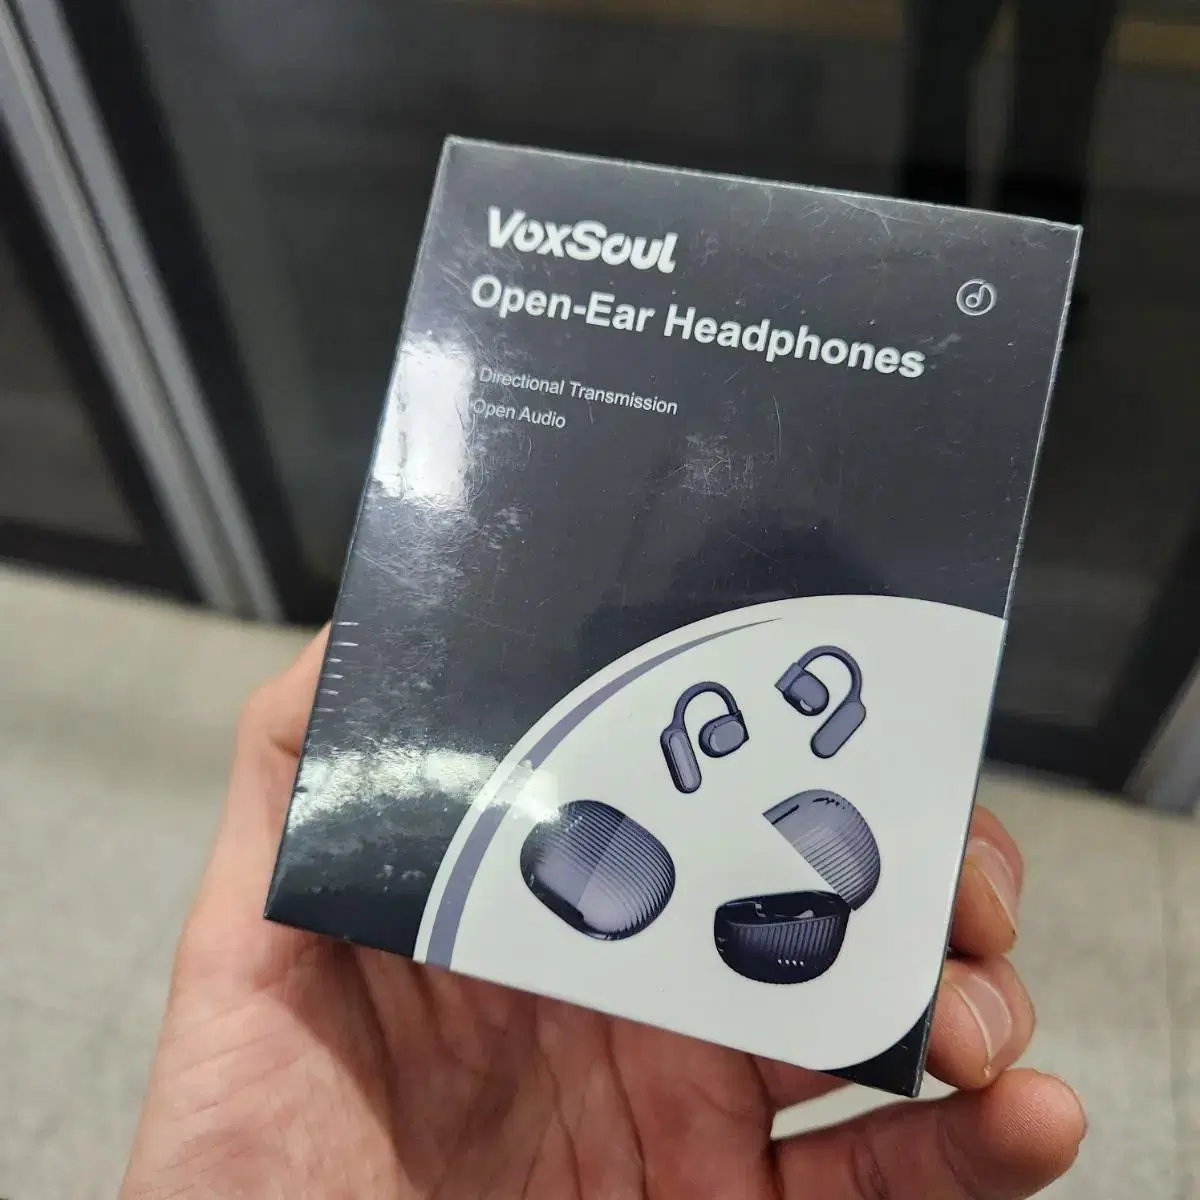 VoxSoul
Open-Ear Headphones
Directional Transmission
Open Audio